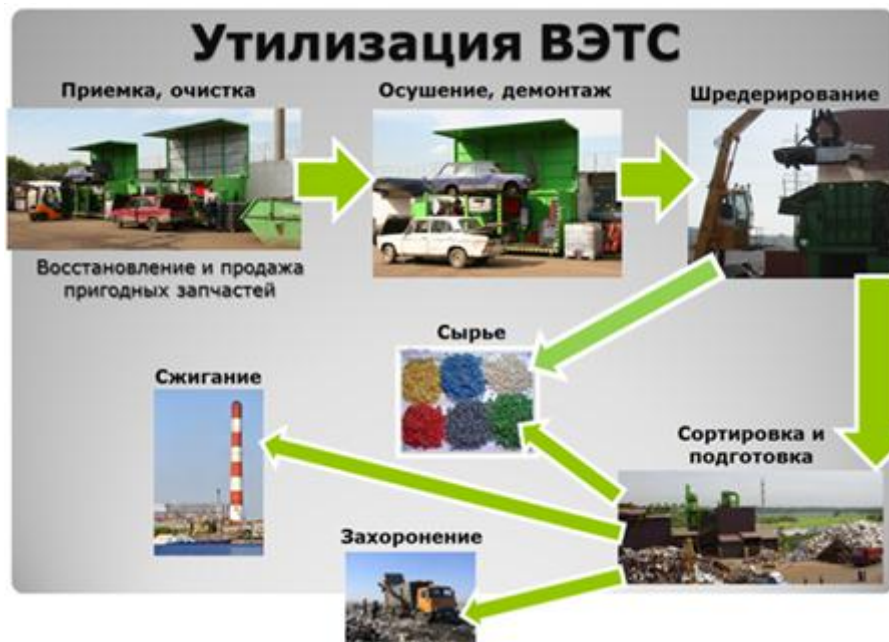 Утилизация ВЭТС
Приемка, очистка
Осушение, демонтаж
Шредерирование
Восстановление и продажа
пригодных запчастей
Сырье
Сжигание
Сортировка и
подготовка
Захоронение